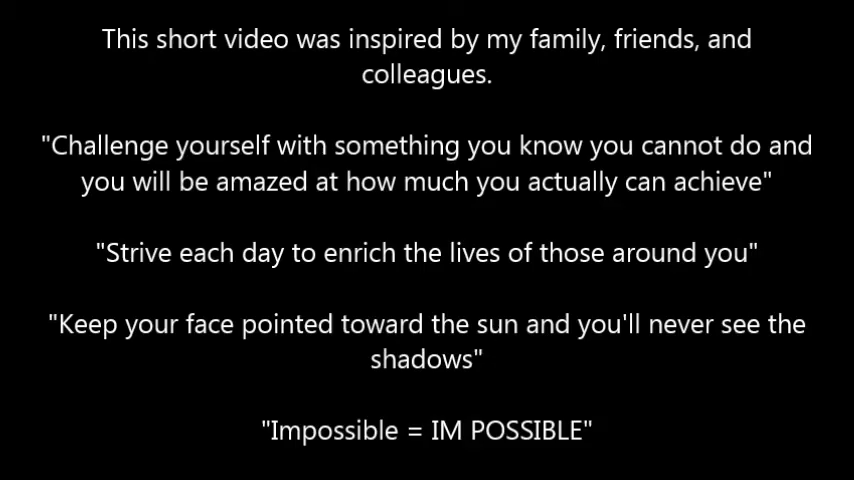 This short video was inspired by my family, friends, and
colleagues.
"Challenge yourself with something you know you cannot do and
you will be amazed at how much you actually can achieve"
"Strive each day to enrich the lives of those around you"
"Keep your face pointed toward the sun and you'll never see the
shadows"
"Impossible = IM POSSIBLE"